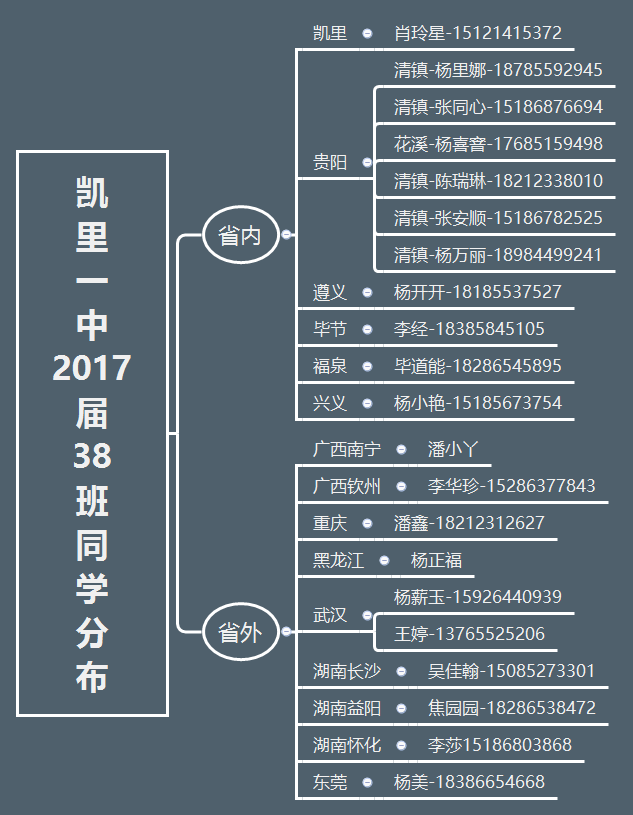 凯
里
一
中
2017
届
38
班
同
学
分
布
省内
凯里
肖玲星-15121415372
贵阳
清镇-杨里娜-18785592945
清镇-张同心-15186876694
花溪-杨喜窨-17685159498
清镇-陈瑞琳-18212338010
清镇-张安顺-15186782525
清镇-杨万丽-18984499241
遵义
杨开开-18185537527
毕节
李经-18385845105
福泉
毕道能-18286545895
兴义
杨小艳-15185673754
省外
广西南宁
潘小丫
广西钦州
李华珍-15286377843
重庆
潘鑫-18212312627
黑龙江
杨正福
武汉
杨薪玉-15926440939
王婷-13765525206
湖南长沙
吴佳翰-15085273301
湖南益阳
焦园园-18286538472
湖南怀化
李莎15186803868
东莞
杨美-18386654668